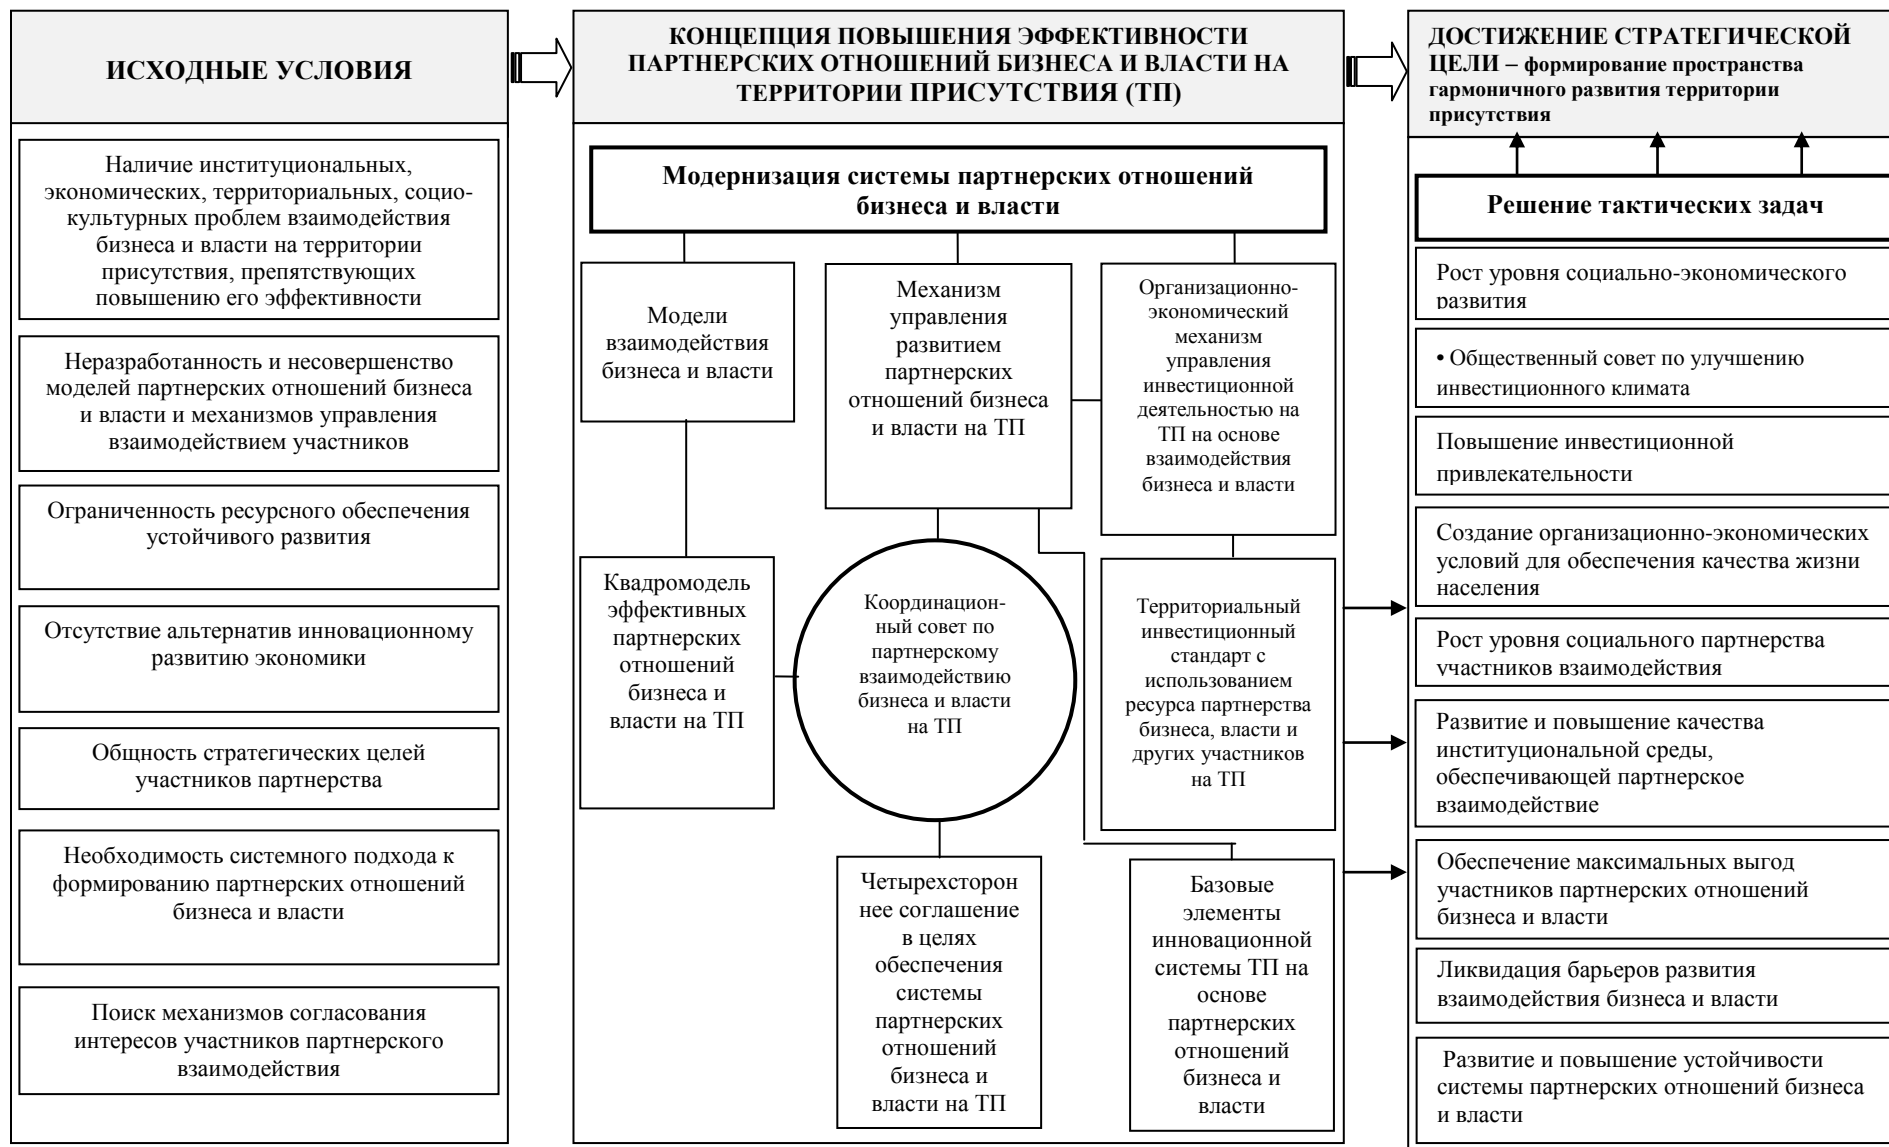 ИСХОДНЫЕ УСЛОВИЯ
Наличие институциональных,
экономических, территориальных, социо-
культурных проблем взаимодействия
бизнеса и власти на территории
присутствия, препятствующих
повышению его эффективности
Неразработанность и несовершенство
моделей партнерских отношений бизнеса
и власти и механизмов управления
взаимодействием участников
Ограниченность ресурсного обеспечения
устойчивого развития
Отсутствие альтернатив инновационному
развитию экономики
Общность стратегических целей
участников партнерства
Необходимость системного подхода к
формированию партнерских отношений
бизнеса и власти
Поиск механизмов согласования
интересов участников партнерского
взаимодействия
КОНЦЕПЦИЯ ПОВЫШЕНИЯ ЭФФЕКТИВНОСТИ
ПАРТНЕРСКИХ ОТНОШЕНИЙ БИЗНЕСА И ВЛАСТИ НА
ТЕРРИТОРИИ ПРИСУТСТВИЯ (ТП)
Модернизация системы партнерских отношений
бизнеса и власти
Модели
взаимодействия
бизнеса и власти
Механизм
управления
развитием
партнерских
отношений бизнеса
и власти на ТП
Организационно-
экономический
механизм
управления
инвестиционной
деятельностью на
ТП на основе
взаимодействия
бизнеса и власти
Квадромодель
эффективных
партнерских
отношений
бизнеса и
власти на ТП
Координацион-
ный совет по
партнерскому
взаимодействию
бизнеса и власти
на ТП
Территориальный
инвестиционный
стандарт с
использованием
ресурса партнерства
бизнеса, власти и
других участников
на ТП
Четырехсторон
нее соглашение
в целях
обеспечения
системы
партнерских
отношений
бизнеса и
власти на ТП
Базовые
элементы
инновационной
системы ТП на
основе
партнерских
отношений
бизнеса и
власти
ДОСТИЖЕНИЕ СТРАТЕГИЧЕСКОЙ
ЦЕЛИ – формирование пространства
гармоничного развития территории
присутствия
Решение тактических задач
Рост уровня социально-экономического
развития
• Общественный совет по улучшению
инвестиционного климата
Повышение инвестиционной
привлекательности
Создание организационно-экономических
условий для обеспечения качества жизни
населения
Рост уровня социального партнерства
участников взаимодействия
Развитие и повышение качества
институциональной среды,
обеспечивающей партнерское
взаимодействие
Обеспечение максимальных выгод
участников партнерских отношений
бизнеса и власти
Ликвидация барьеров развития
взаимодействия бизнеса и власти
Развитие и повышение устойчивости
системы партнерских отношений бизнеса
и власти